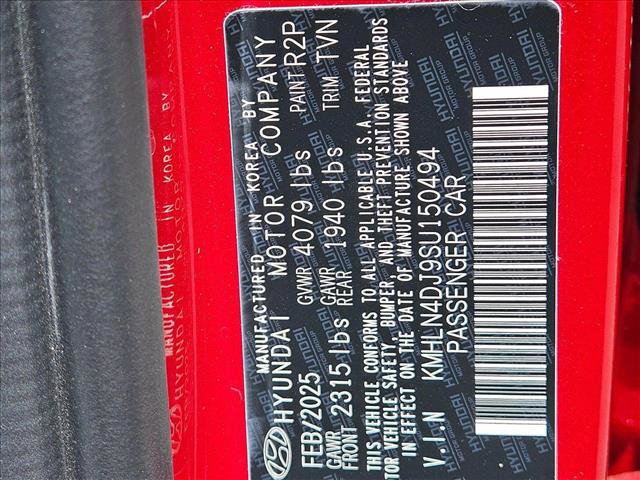 MANUFACTURED IN KOREA BY
HYUNDAI MOTOR COMPANY
FEB/2025 GVWR 4079 lbs PAINT R2P
GAWR FRONT 2315 lbs GAWR REAR 1940 lbs TRIM TVN
THIS VEHICLE CONFORMS TO ALL APPLICABLE U.S.A. FEDERAL
TOR VEHICLE SAFETY, BUMPER, AND THEFT PREVENTION STANDARDS
IN EFFECT ON THE DATE OF MANUFACTURE SHOWN ABOVE
V.I.N KMHLN4DJ9SU150494
PASSENGER CAR